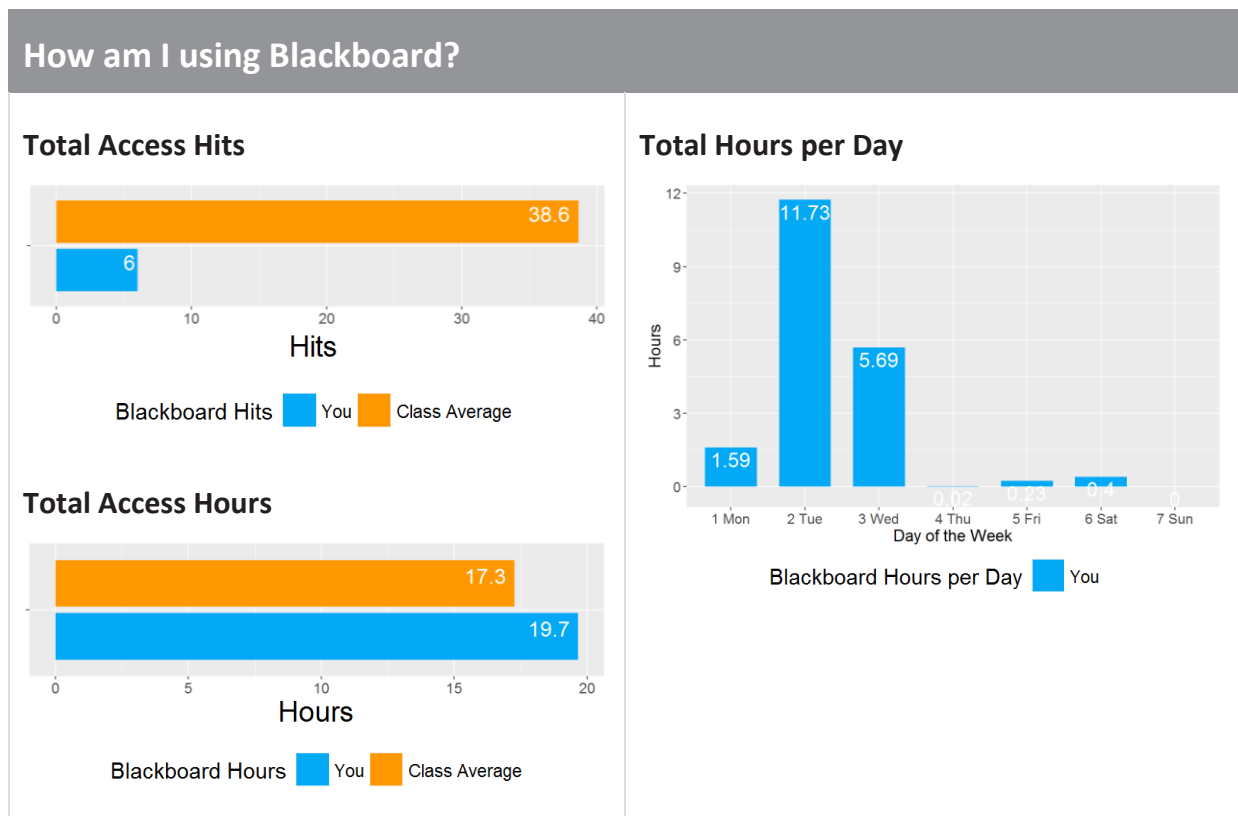 How am I using Blackboard?
Total Access Hits
38.6
6
0 10 20 30 40
Hits
Blackboard Hits You Class Average
Total Access Hours
17.3
19.7
0 5 10 15 20
Hours
Blackboard Hours You Class Average
Total Hours per Day
12
9
6
3
0
Hours
11.73
5.69
1.59
0.02 0.23 0.4 0
1 Mon 2 Tue 3 Wed 4 Thu 5 Fri 6 Sat 7 Sun
Day of the Week
Blackboard Hours per Day You